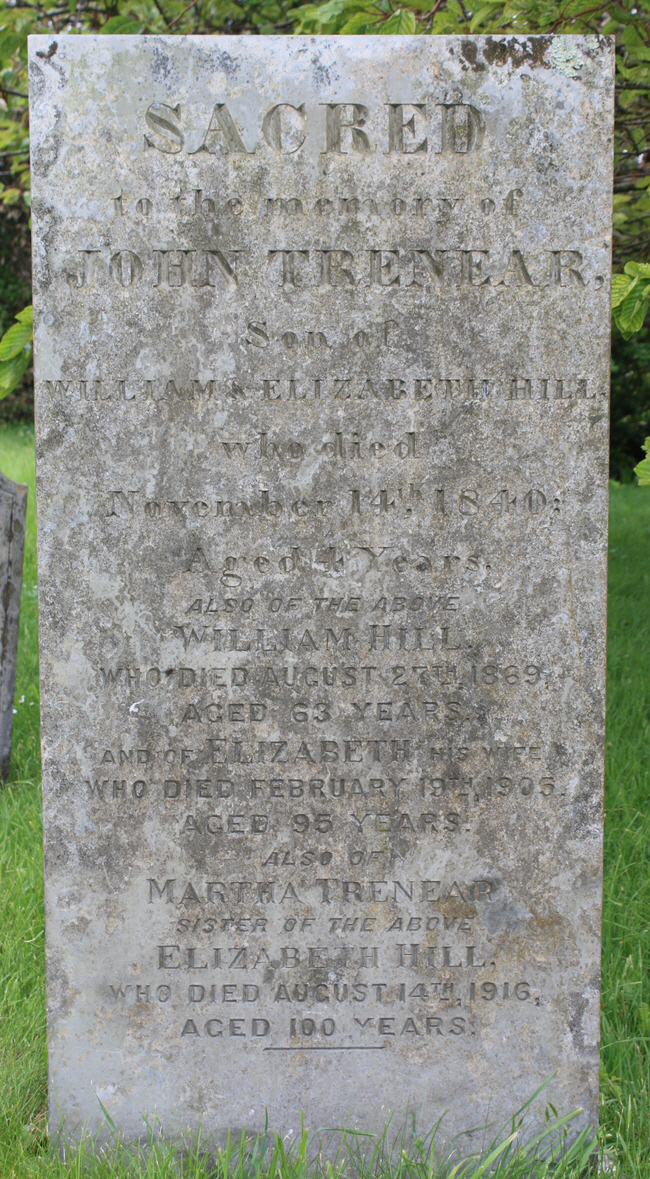 SACRED
to the memory of
JOHN TRENEAR,
Son of
WILLIAM & ELIZABETH HILL,
who died
November 14th, 1840;
Aged 4 Years.
ALSO OF THE ABOVE
WILLIAM HILL,
WHO DIED AUGUST 27TH, 1869,
AGED 63 YEARS.
AND OF ELIZABETH HIS WIFE
WHO DIED FEBRUARY 19TH, 1905.
AGED 95 YEARS.
ALSO OF
MARTHA TRENEAR
SISTER OF THE ABOVE
ELIZABETH HILL,
WHO DIED AUGUST 14TH, 1916,
AGED 100 YEARS.